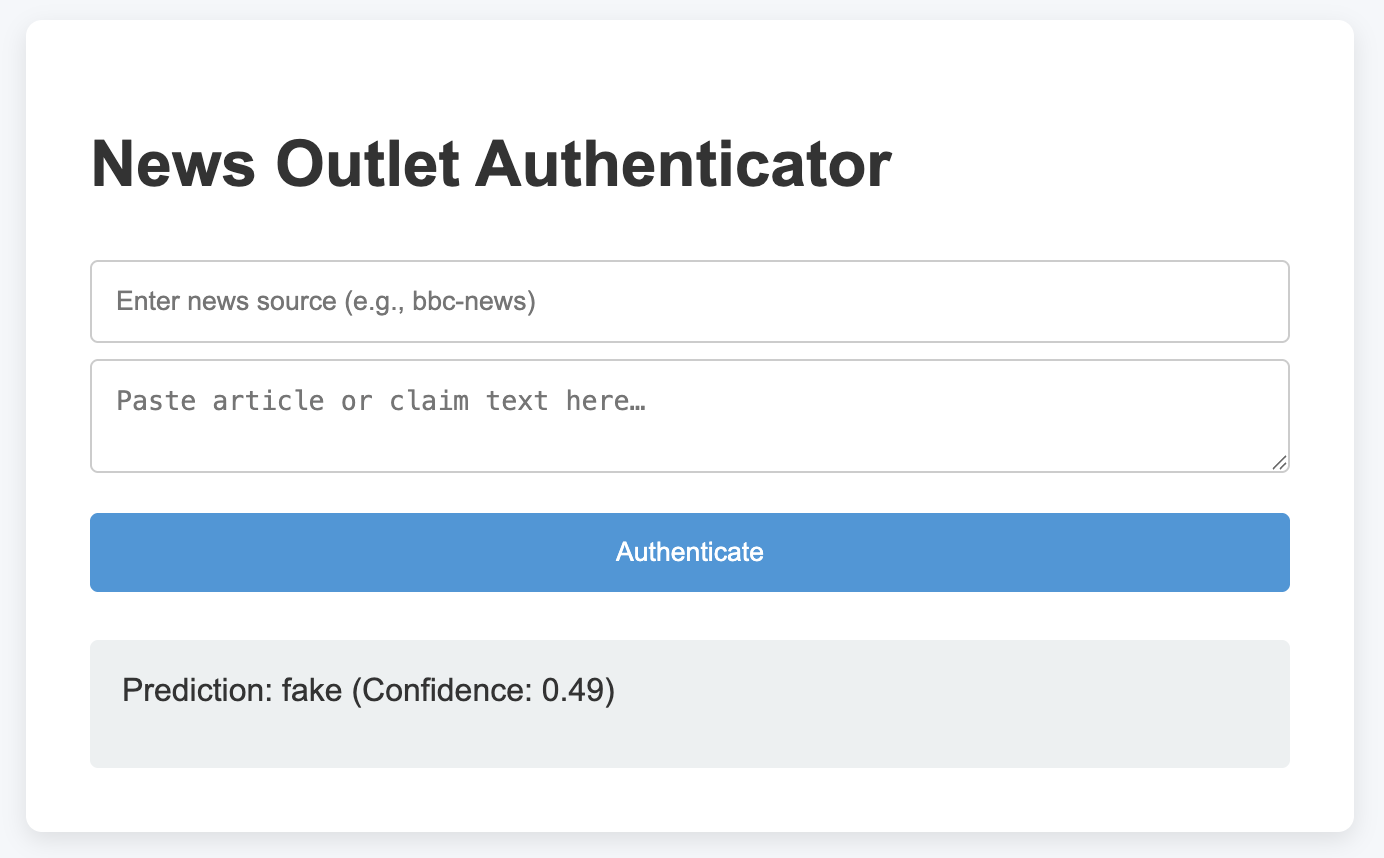 News Outlet Authenticator
Enter news source (e.g., bbc-news)
Paste article or claim text here…
Authenticate
Prediction: fake (Confidence: 0.49)